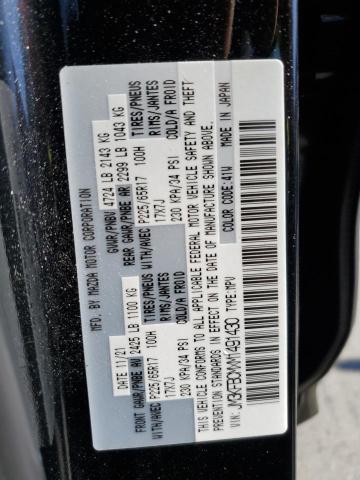 MFD. BY MAZDA MOTOR CORPORATION
11/21 GVWR/PNBV 4724 LB 2143 KG
FRONT GAWR/PNBE AV 2425 LB 1100 KG REAR GAWR/PNBE AR 2299 LB 1043 KG
WITH/AVEC P225/65R17 100H TIRES/PNEUS WITH/AVEC P225/65R17 100H TIRES/PNEUS
17X7J RIMS/JANTES 17X7J RIMS/JANTES
230 KPA/34 PSI COLD/A FROID 230 KPA/34 PSI COLD/A FROID
THIS VEHICLE CONFORMS TO ALL APPLICABLE FEDERAL MOTOR VEHICLE SAFETY
STANDARDS IN EFFECT ON THE DATE OF MANUFACTURE SHOWN ABOVE.
VIN: TYPE: MPV COLOR CODE: 41W MADE IN JAPAN